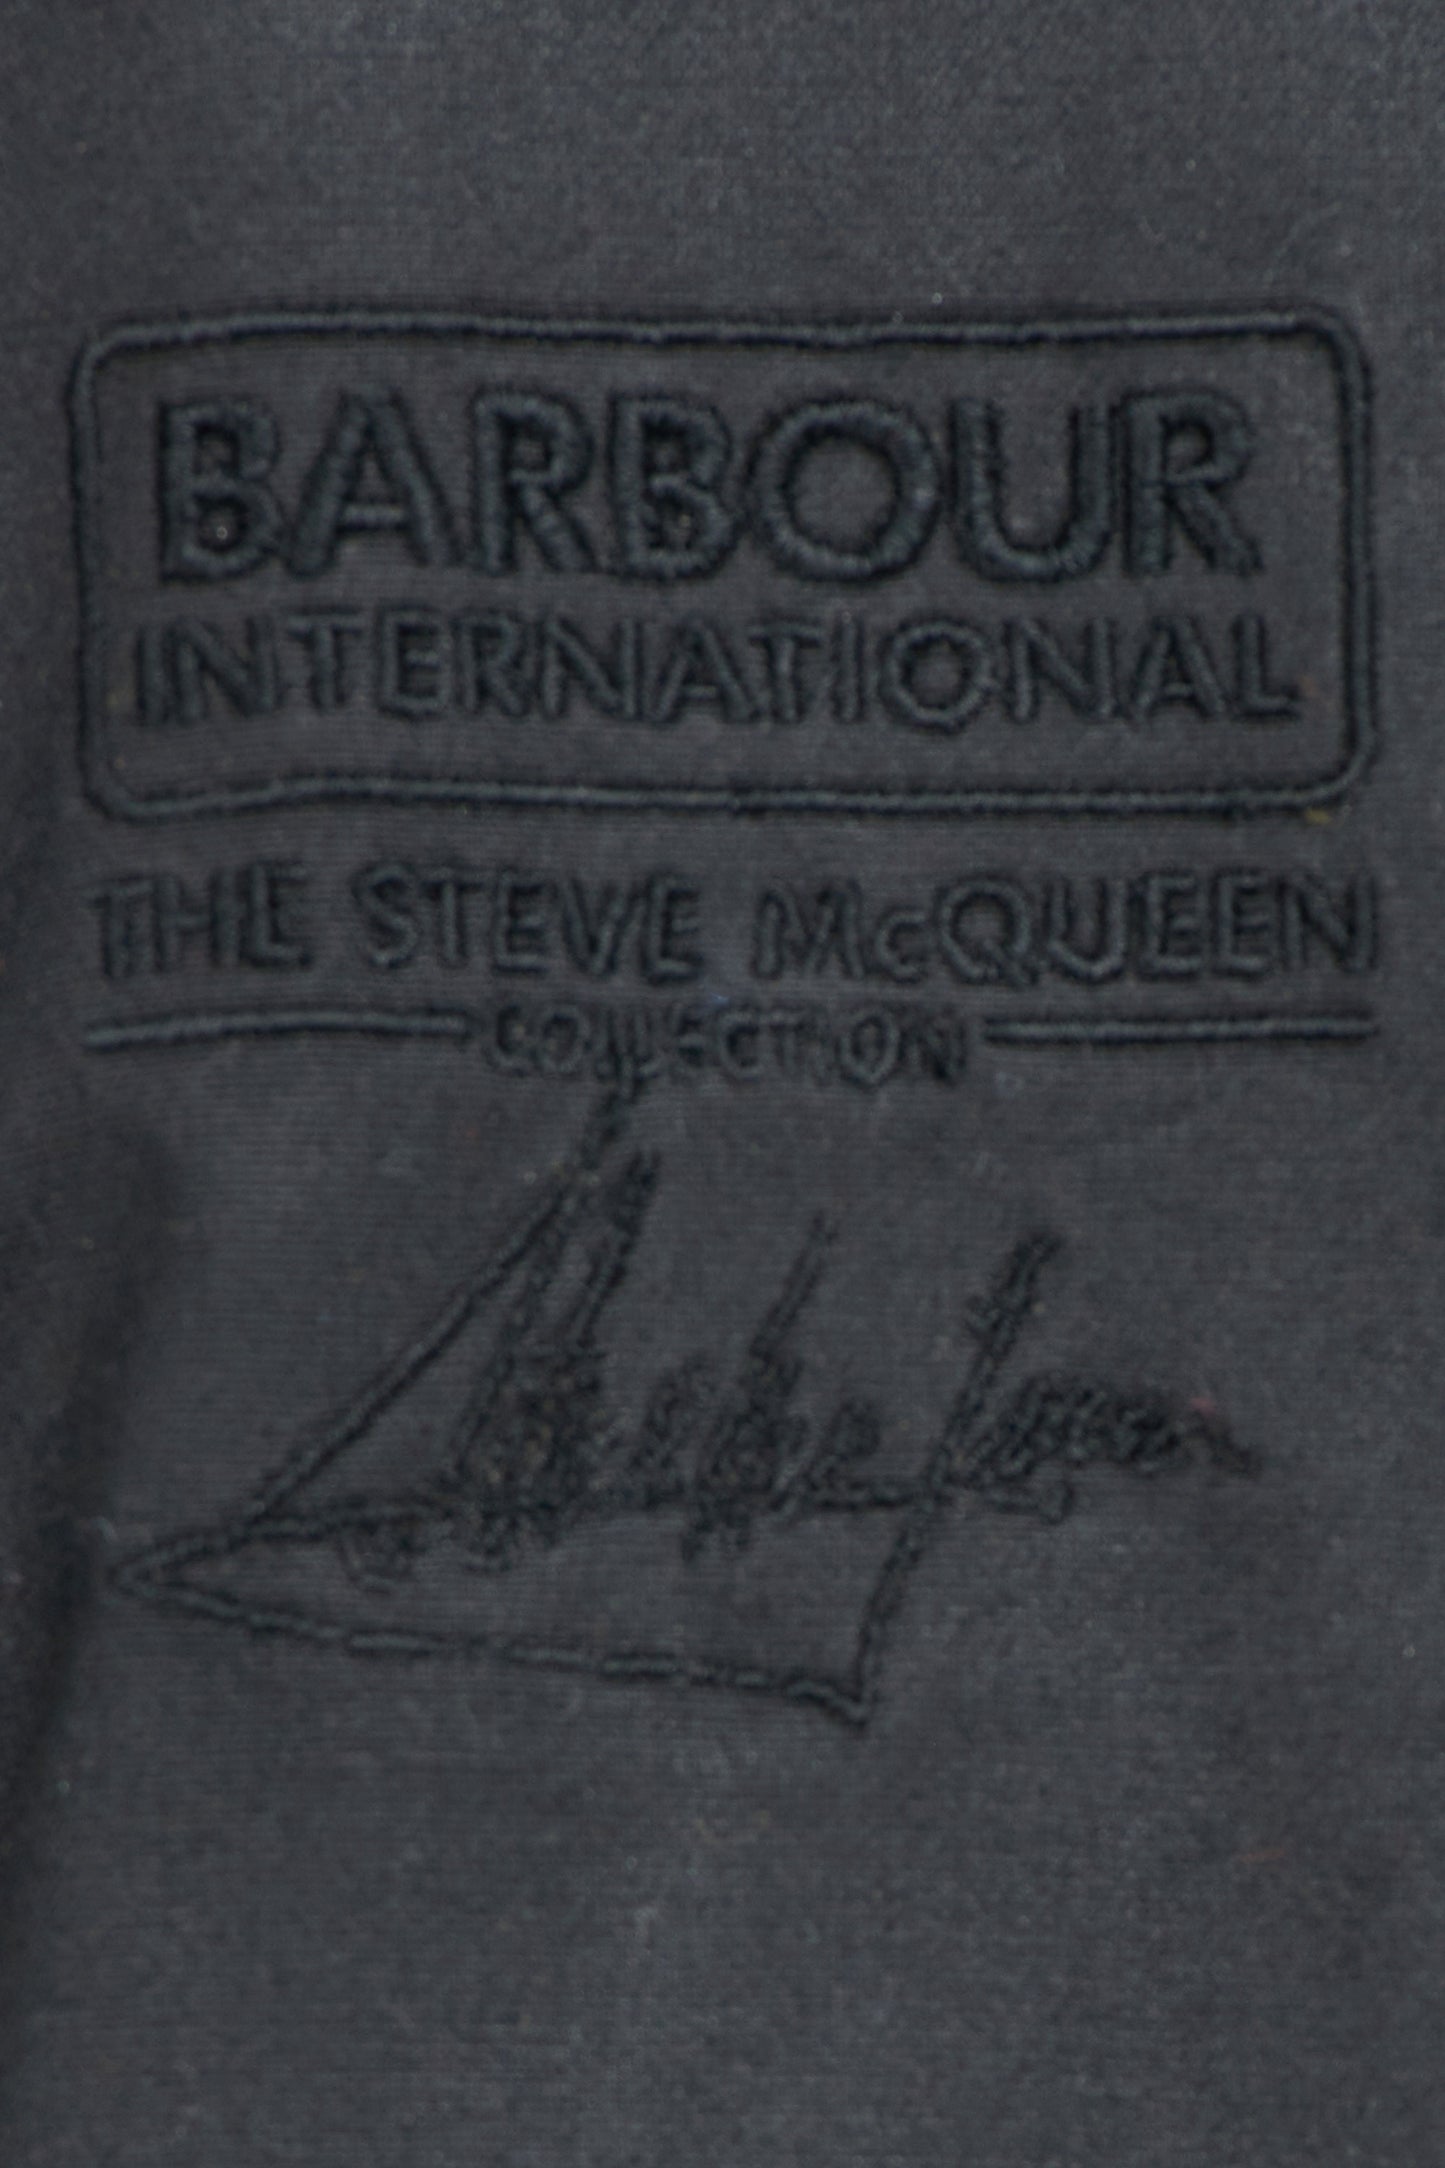 BARBOUR
INTERNATIONAL
THE STEVE McQUEEN
COLLECTION